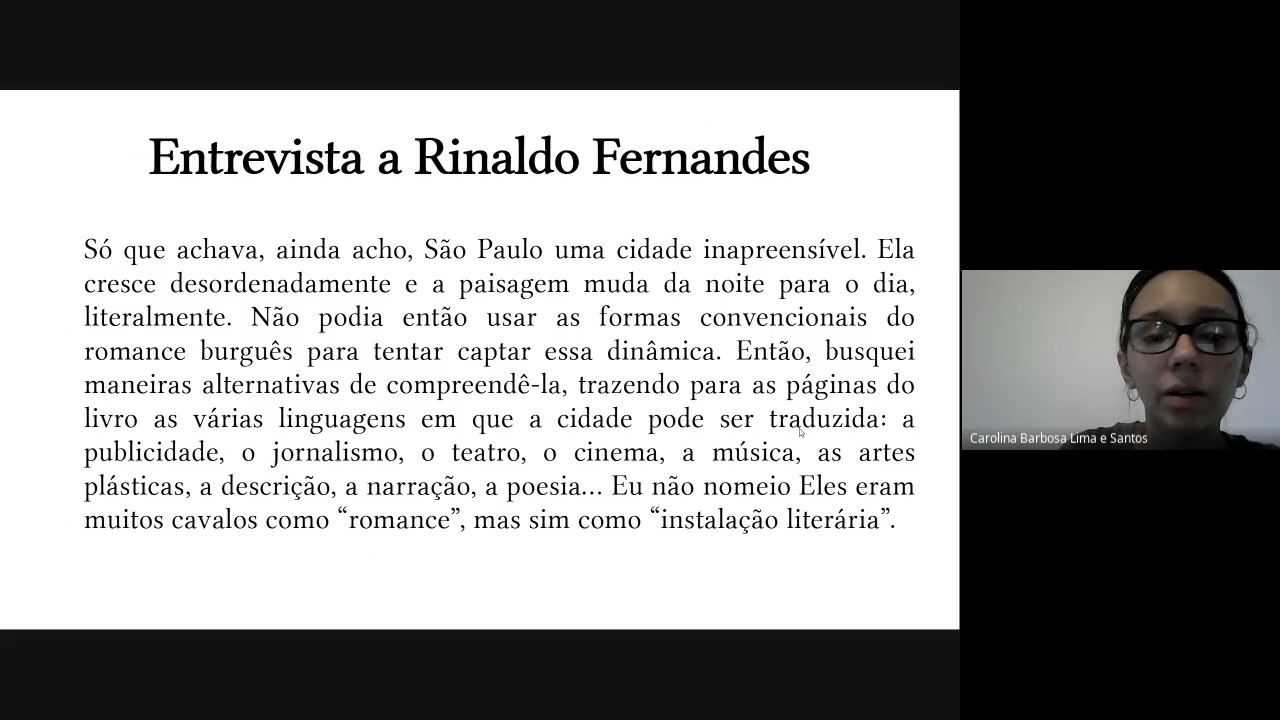 Entrevista a Rinaldo Fernandes
Só que achava, ainda acho, São Paulo uma cidade inapreensível. Ela
cresce desordenadamente e a paisagem muda da noite para o dia,
literalmente. Não podia então usar as formas convencionais do
romance burguês para tentar captar essa dinâmica. Então, busquei
maneiras alternativas de compreendê-la, trazendo para as páginas do
livro as várias linguagens em que a cidade pode ser traduzida: a
publicidade, o jornalismo, o teatro, o cinema, a música, as artes
plásticas, a descrição, a narração, a poesia... Eu não nomeio Eles eram
muitos cavalos como “romance”, mas sim como “instalação literária”.
Carolina Barbosa Lima e Santos